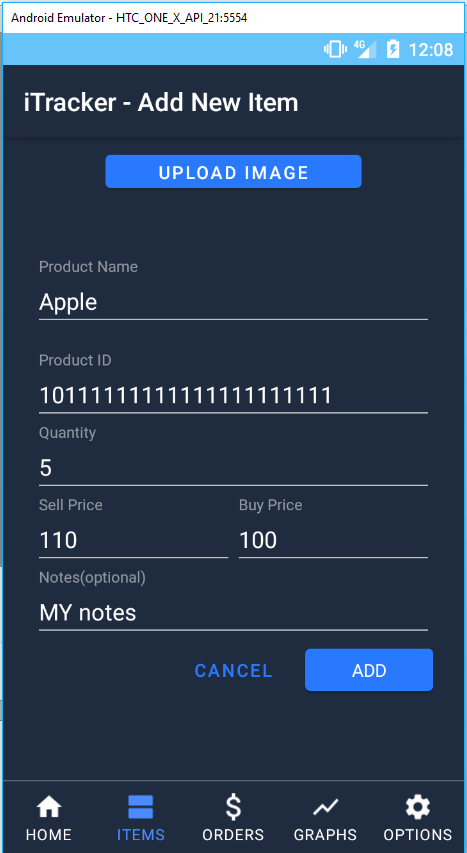 Android Emulator - HTC_ONE_X_API_21:5554
4G 12:08
iTracker - Add New Item
UPLOAD IMAGE
Product Name
Apple
Product ID
1011111111111111111111111
Quantity
5
Sell Price Buy Price
110 100
Notes(optional)
MY notes
CANCEL ADD
HOME ITEMS ORDERS GRAPHS OPTIONS